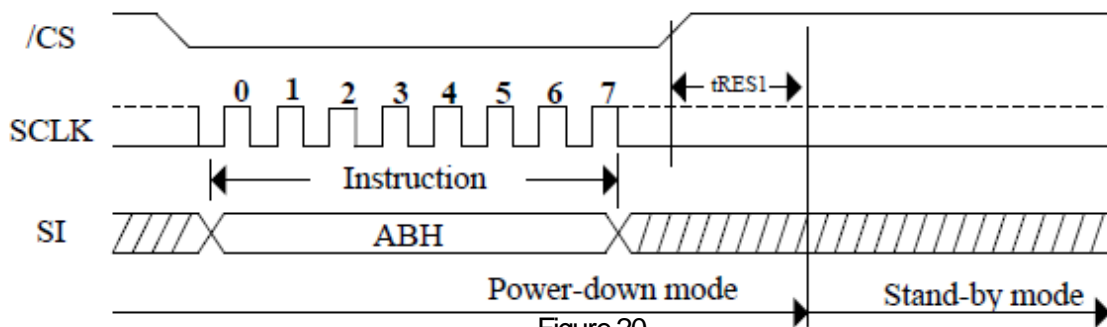 /CS
tRES1
0 1 2 3 4 5 6 7
SCLK
Instruction
SI
ABH
Power-down mode
Stand-by mode
Figure 20